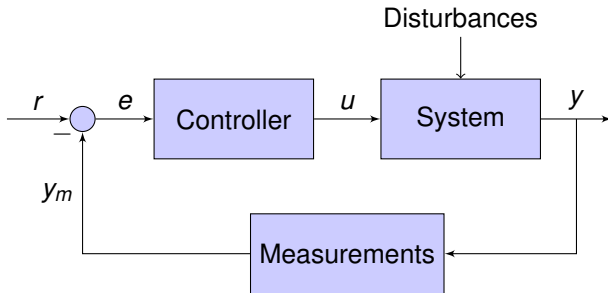 Disturbances
r
e
Controller
u
System
y
−
y_m
Measurements